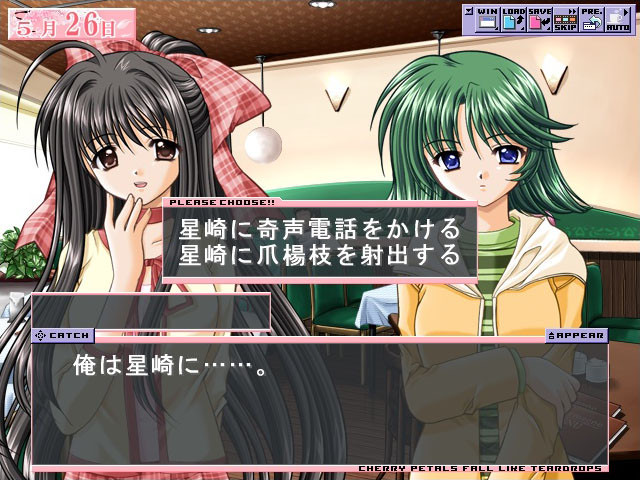 5月26日
WIN LOAD SAVE SKIP PRE. AUTO
PLEASE CHOOSE!!
星崎に奇声電話をかける
星崎に爪楊枝を射出する
CATCH
APPEAR
俺は星崎に……。
CHERRY PETALS FALL LIKE TEARDROPS